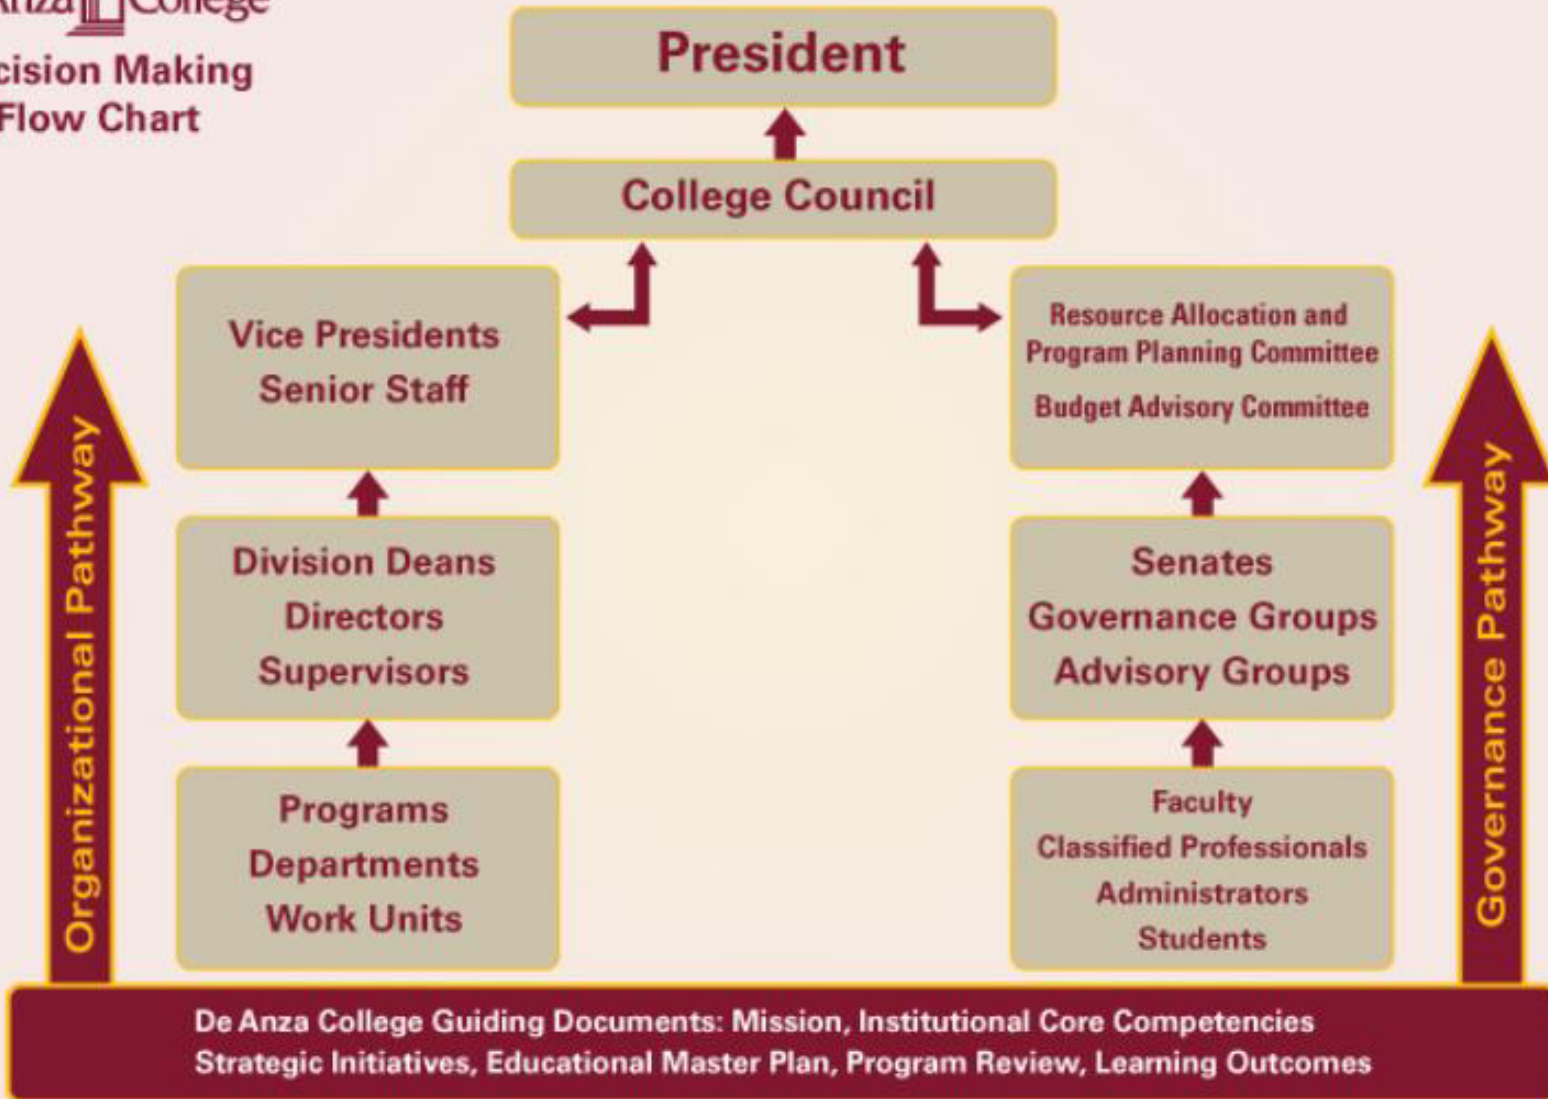 College
Making
Flow Chart
President
College Council
Vice Presidents
Senior Staff
Resource Allocation and
Program Planning Committee
Budget Advisory Committee
Organizational Pathway
Division Deans
Directors
Supervisors
Senates
Governance Groups
Advisory Groups
Governance Pathway
Programs
Departments
Work Units
Faculty
Classified Professionals
Administrators
Students
De Anza College Guiding Documents: Mission, Institutional Core Competencies
Strategic Initiatives, Educational Master Plan, Program Review, Learning Outcomes